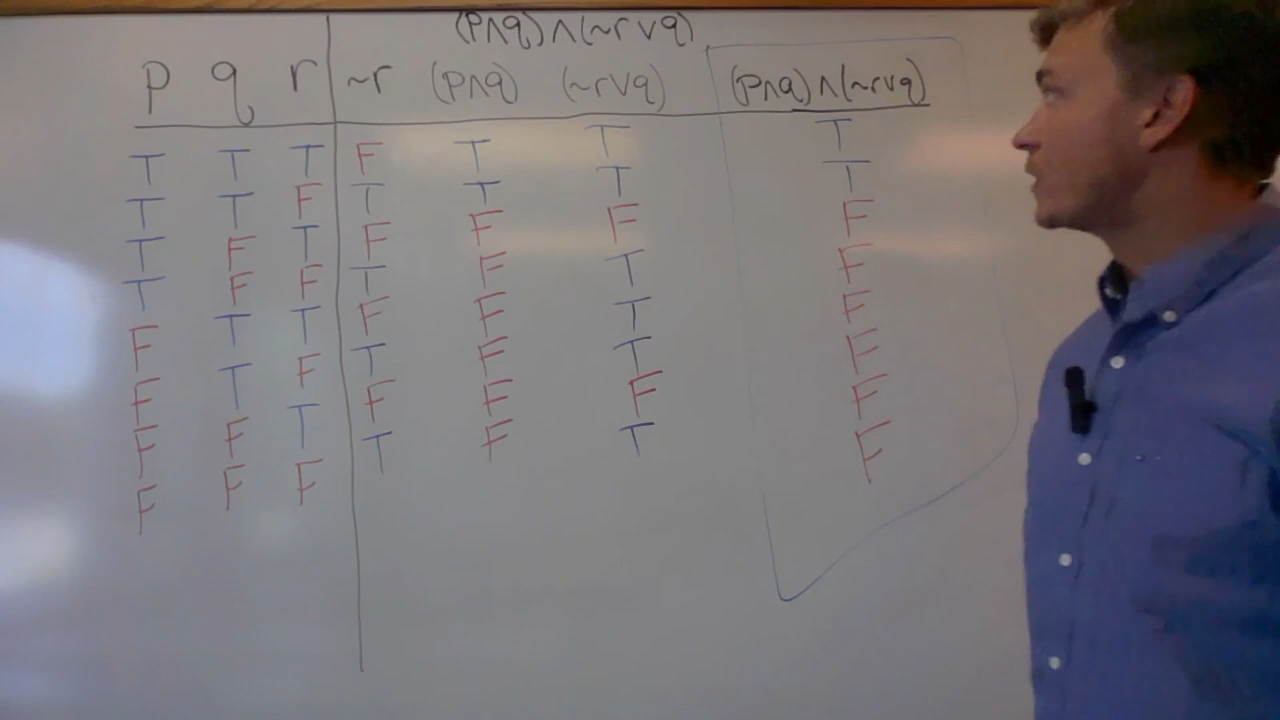 (p∧q)∧(~r∨q)
p q r ~r (p∧q) (~r∨q) (p∧q)∧(~r∨q)
T T T F T T T
T T F T T T T
T F T F F F F
T F F T F T F
F T T F F T F
F T F T F T F
F F T F F F F
F F F T F T F